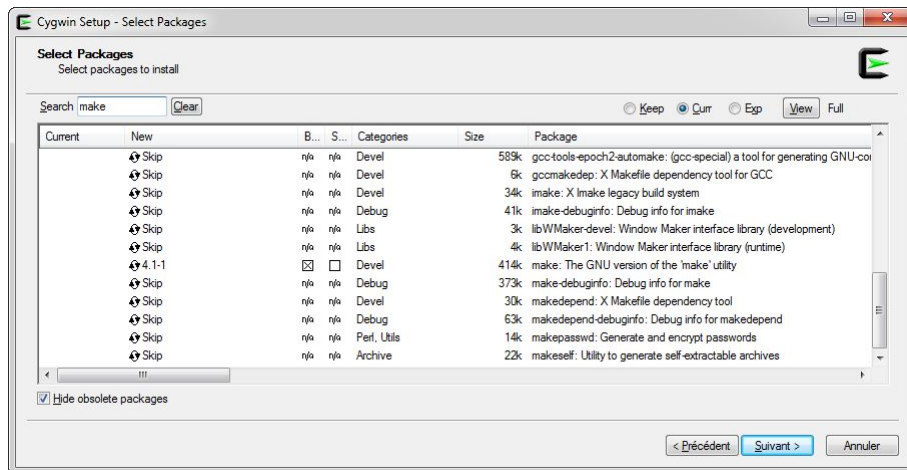 Cygwin Setup - Select Packages
Select Packages
Select packages to install
Search make Clear Keep Curr Exp View Full
Current New B... S... Categories Size Package
Skip n/a n/a Devel 589k gcc-tools-epoch2-automake: (gcc-special) a tool for generating GNU-co
Skip n/a n/a Devel 6k gccmakedep: X Makefile dependency tool for GCC
Skip n/a n/a Devel 34k imake: X Imake legacy build system
Skip n/a n/a Debug 41k imake-debuginfo: Debug info for imake
Skip n/a n/a Libs 3k libWMaker-devel: Window Maker interface library (development)
Skip n/a n/a Libs 4k libWMaker1: Window Maker interface library (runtime)
4.1-1 Devel 414k make: The GNU version of the 'make' utility
Skip n/a n/a Debug 373k make-debuginfo: Debug info for make
Skip n/a n/a Devel 30k makedepend: X Makefile dependency tool
Skip n/a n/a Debug 63k makedepend-debuginfo: Debug info for makedepend
Skip n/a n/a Perl, Utils 14k makepasswd: Generate and encrypt passwords
Skip n/a n/a Archive 22k makeself: Utility to generate self-extractable archives
Hide obsolete packages
< Précédent Suivant > Annuler